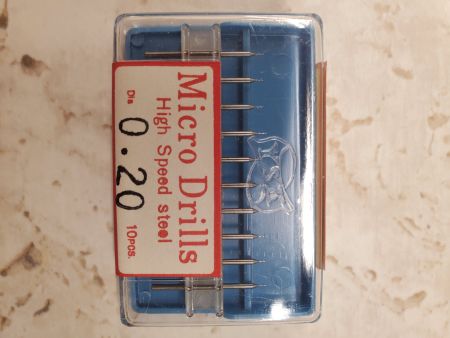 Micro Drills
High Speed steel
Dia 0.20 10pcs.